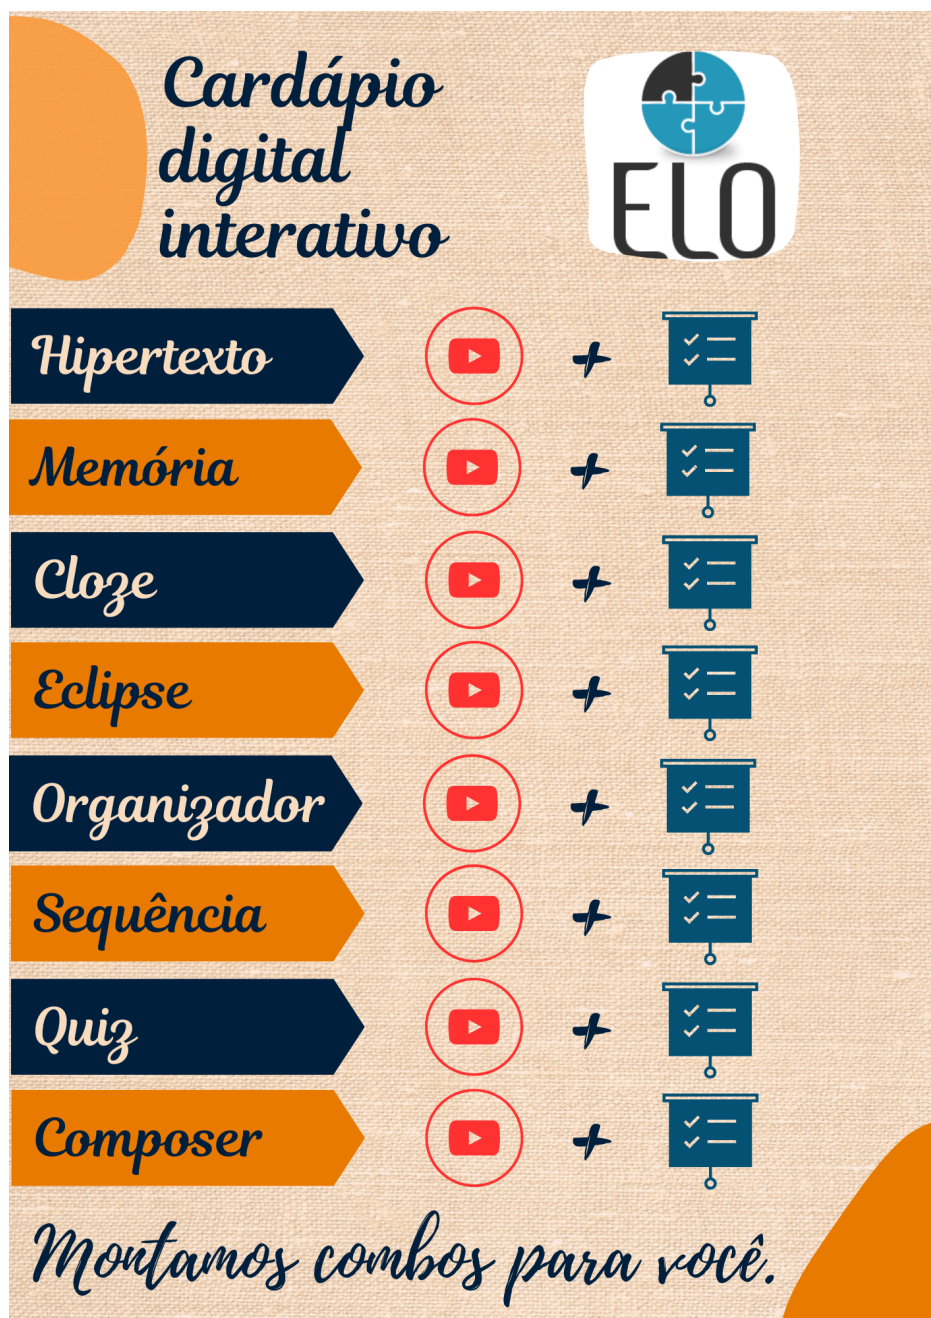 Cardápio
digital
interativo
ELO
Hipertexto
+
Memória
+
Cloze
+
Eclipse
+
Organizador
+
Sequência
+
Quiz
+
Composer
+
Montamos combos para você.